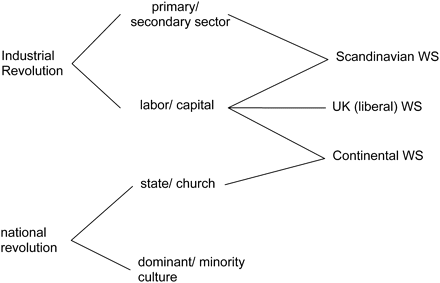 primary/
secondary sector
Industrial
Revolution
Scandinavian WS
labor/ capital
UK (liberal) WS
Continental WS
state/ church
national
revolution
dominant/ minority
culture